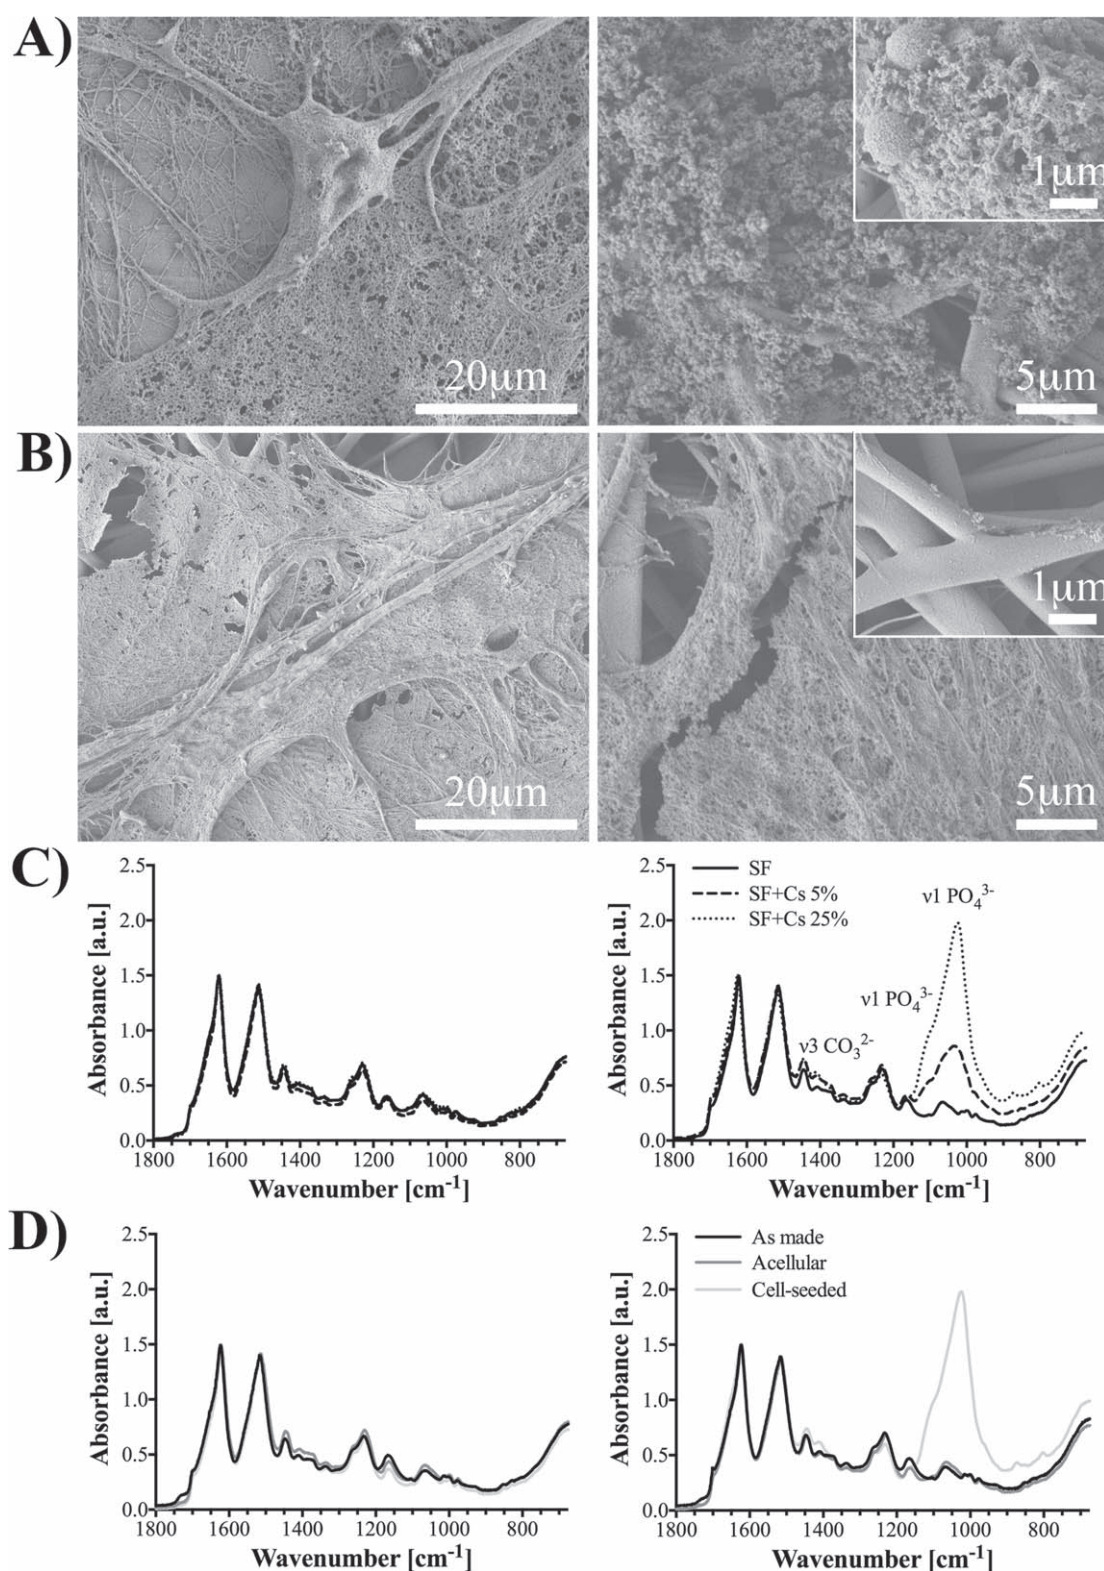 A)
20μm
1μm
5μm
B)
20μm
1μm
5μm
C)
Absorbance [a.u.]
2.5
2.0
1.5
1.0
0.5
0.0
1800 1600 1400 1200 1000 800
Wavenumber [cm⁻¹]
Absorbance [a.u.]
2.5
2.0
1.5
1.0
0.5
0.0
SF
SF+Cs 5%
SF+Cs 25%
ν1 PO₄³⁻
ν1 PO₄³⁻
ν3 CO₃²⁻
1800 1600 1400 1200 1000 800
Wavenumber [cm⁻¹]
D)
Absorbance [a.u.]
2.5
2.0
1.5
1.0
0.5
0.0
1800 1600 1400 1200 1000 800
Wavenumber [cm⁻¹]
Absorbance [a.u.]
2.5
2.0
1.5
1.0
0.5
0.0
As made
Acellular
Cell-seeded
1800 1600 1400 1200 1000 800
Wavenumber [cm⁻¹]